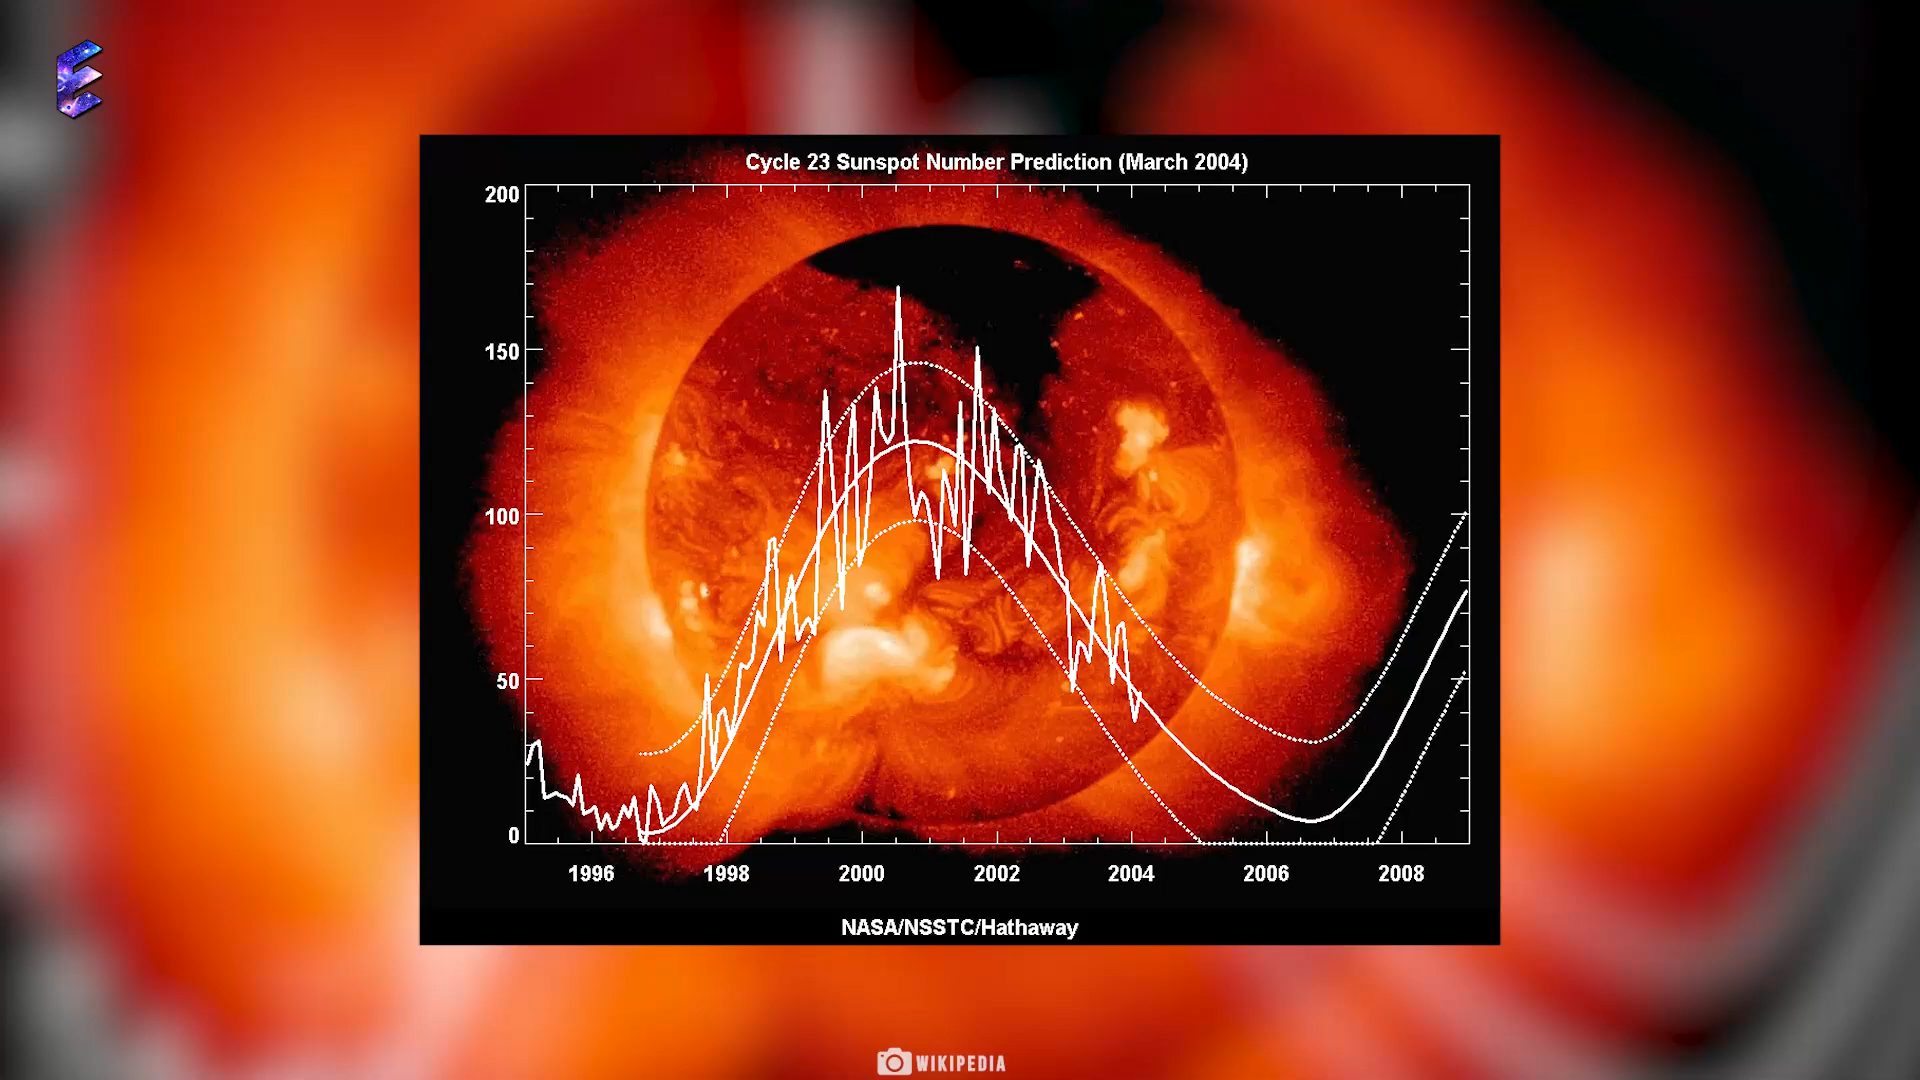 E
Cycle 23 Sunspot Number Prediction (March 2004)
200
150
100
50
0
1996 1998 2000 2002 2004 2006 2008
NASA/NSSTC/Hathaway
WIKIPEDIA